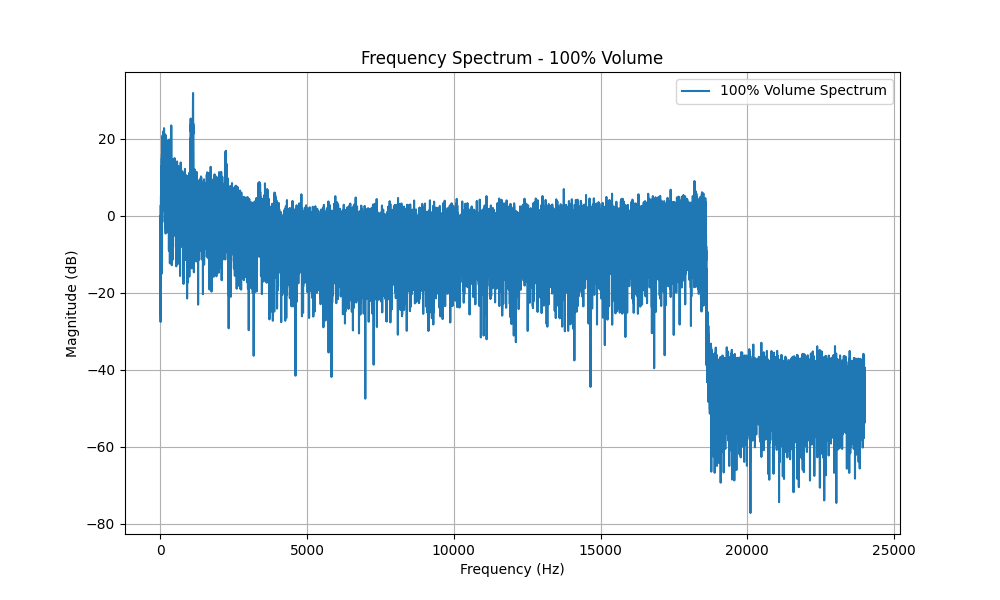 Frequency Spectrum - 100% Volume
100% Volume Spectrum
Magnitude (dB)
20
0
−20
−40
−60
−80
0 5000 10000 15000 20000 25000
Frequency (Hz)